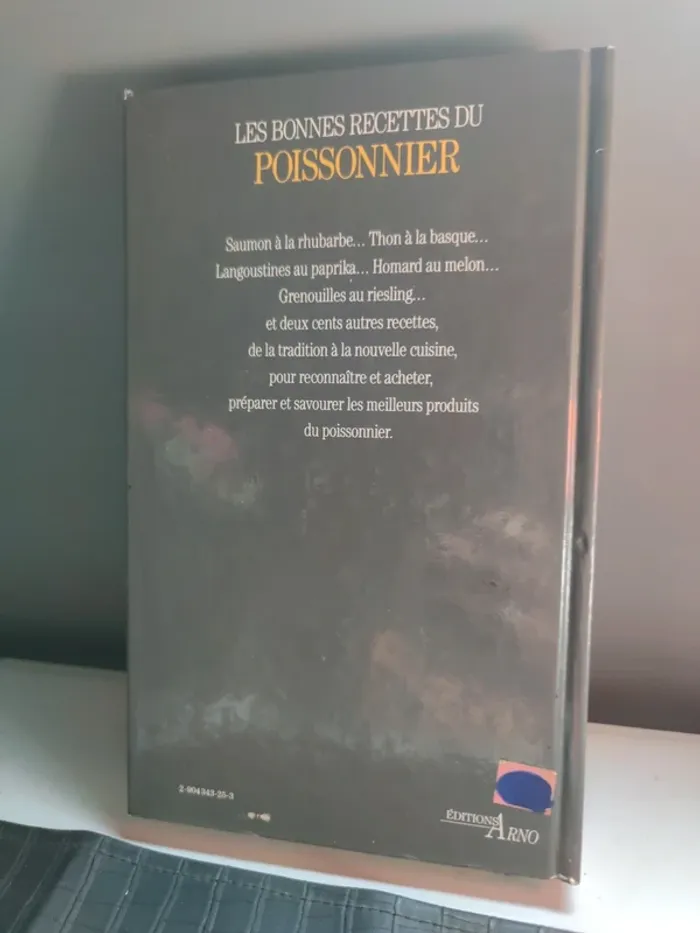 LES BONNES RECETTES DU
POISSONNIER
Saumon à la rhubarbe... Thon à la basque...
Langoustines au paprika... Homard au melon...
Grenouilles au riesling...
et deux cents autres recettes,
de la tradition à la nouvelle cuisine,
pour reconnaître et acheter,
préparer et savourer les meilleurs produits
du poissonnier.
2-904343-25-3
ÉDITIONS
ARNO